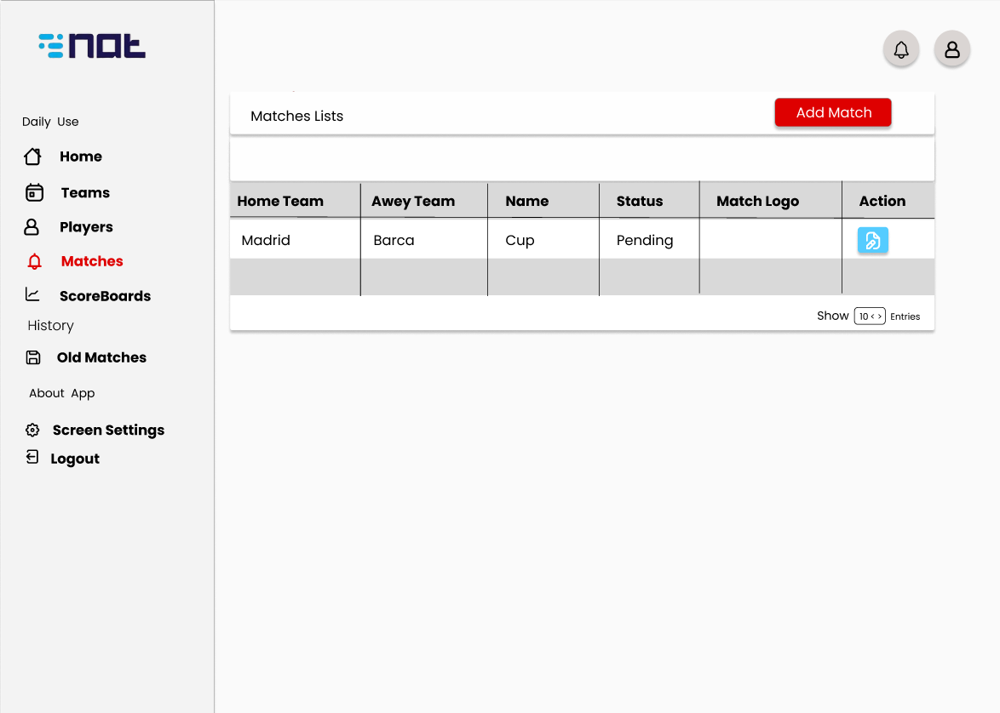 nat
Daily Use
Home
Teams
Players
Matches
ScoreBoards
History
Old Matches
About App
Screen Settings
Logout
Matches Lists
Add Match
Home Team Awey Team Name Status Match Logo Action
Madrid Barca Cup Pending
Show 10 < > Entries